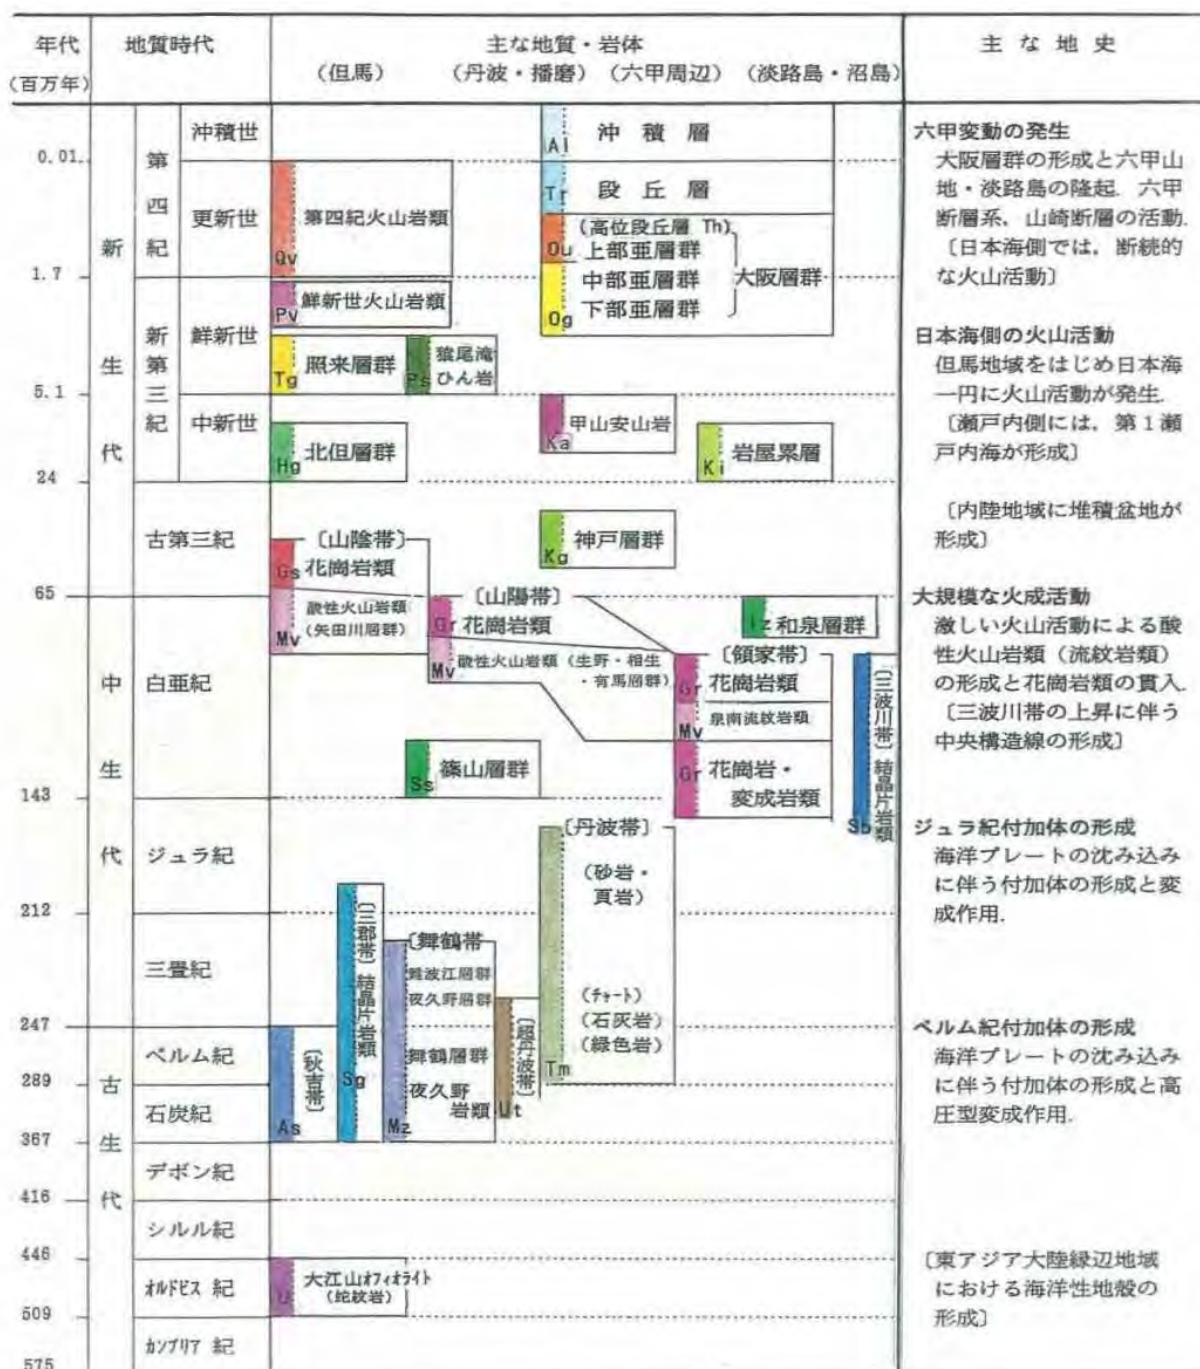 年代 地質時代 主な地質・岩体 主な地史
(百万年) (但馬) (丹波・播磨) (六甲周辺) (淡路島・沼島)
新生代
第四紀
沖積世
0.01
更新世
1.7
新第三紀
鮮新世
5.1
中新世
24
古第三紀
65
中生代
白亜紀
143
ジュラ紀
212
三畳紀
247
古生代
ペルム紀
289
石炭紀
367
デボン紀
416
シルル紀
446
オルドビス 紀
509
カンブリア 紀
575
Al 沖積層
Tr 段丘層
(高位段丘層 Th)
Ou 上部亜層群
中部亜層群
Og 下部亜層群
大阪層群
Qv 第四紀火山岩類
Pv 鮮新世火山岩類
Tg 照来層群
Ps 猿尾滝
ひん岩
Ka 甲山安山岩
Hg 北但層群
Ki 岩屋累層
Kg 神戸層群
〔山陰帯〕
Gs 花崗岩類
Mv 酸性火山岩類
(矢田川層群)
〔山陽帯〕
Gr 花崗岩類
Mv 酸性火山岩類 (生野・相生
・有馬層群)
Iz 和泉層群
〔領家帯〕
Gr 花崗岩類
Mv 泉南流紋岩類
Gr 花崗岩・
変成岩類
〔三波川帯〕結晶片岩類
Sb
Ss 篠山層群
〔丹波帯〕
(砂岩・
頁岩)
(チャート)
(石灰岩)
(緑色岩)
Tm
〔三郡帯〕結晶片岩類
Sg
〔舞鶴帯〕
難波江層群
夜久野層群
舞鶴層群
夜久野
岩類
Mz
〔超丹波帯〕
Ut
〔秋吉帯〕
As
U 大江山オフィオライト
(蛇紋岩)
六甲変動の発生
大阪層群の形成と六甲山
地・淡路島の隆起. 六甲
断層系、山崎断層の活動.
〔日本海側では, 断続的
な火山活動〕
日本海側の火山活動
但馬地域をはじめ日本海
一円に火山活動が発生.
〔瀬戸内側には, 第1瀬
戸内海が形成〕
〔内陸地域に堆積盆地が
形成〕
大規模な火成活動
激しい火山活動による酸
性火山岩類(流紋岩類)
の形成と花崗岩類の貫入.
〔三波川帯の上昇に伴う
中央構造線の形成〕
ジュラ紀付加体の形成
海洋プレートの沈み込み
に伴う付加体の形成と変
成作用.
ペルム紀付加体の形成
海洋プレートの沈み込み
に伴う付加体の形成と高
圧型変成作用.
〔東アジア大陸縁辺地域
における海洋性地殻の
形成〕